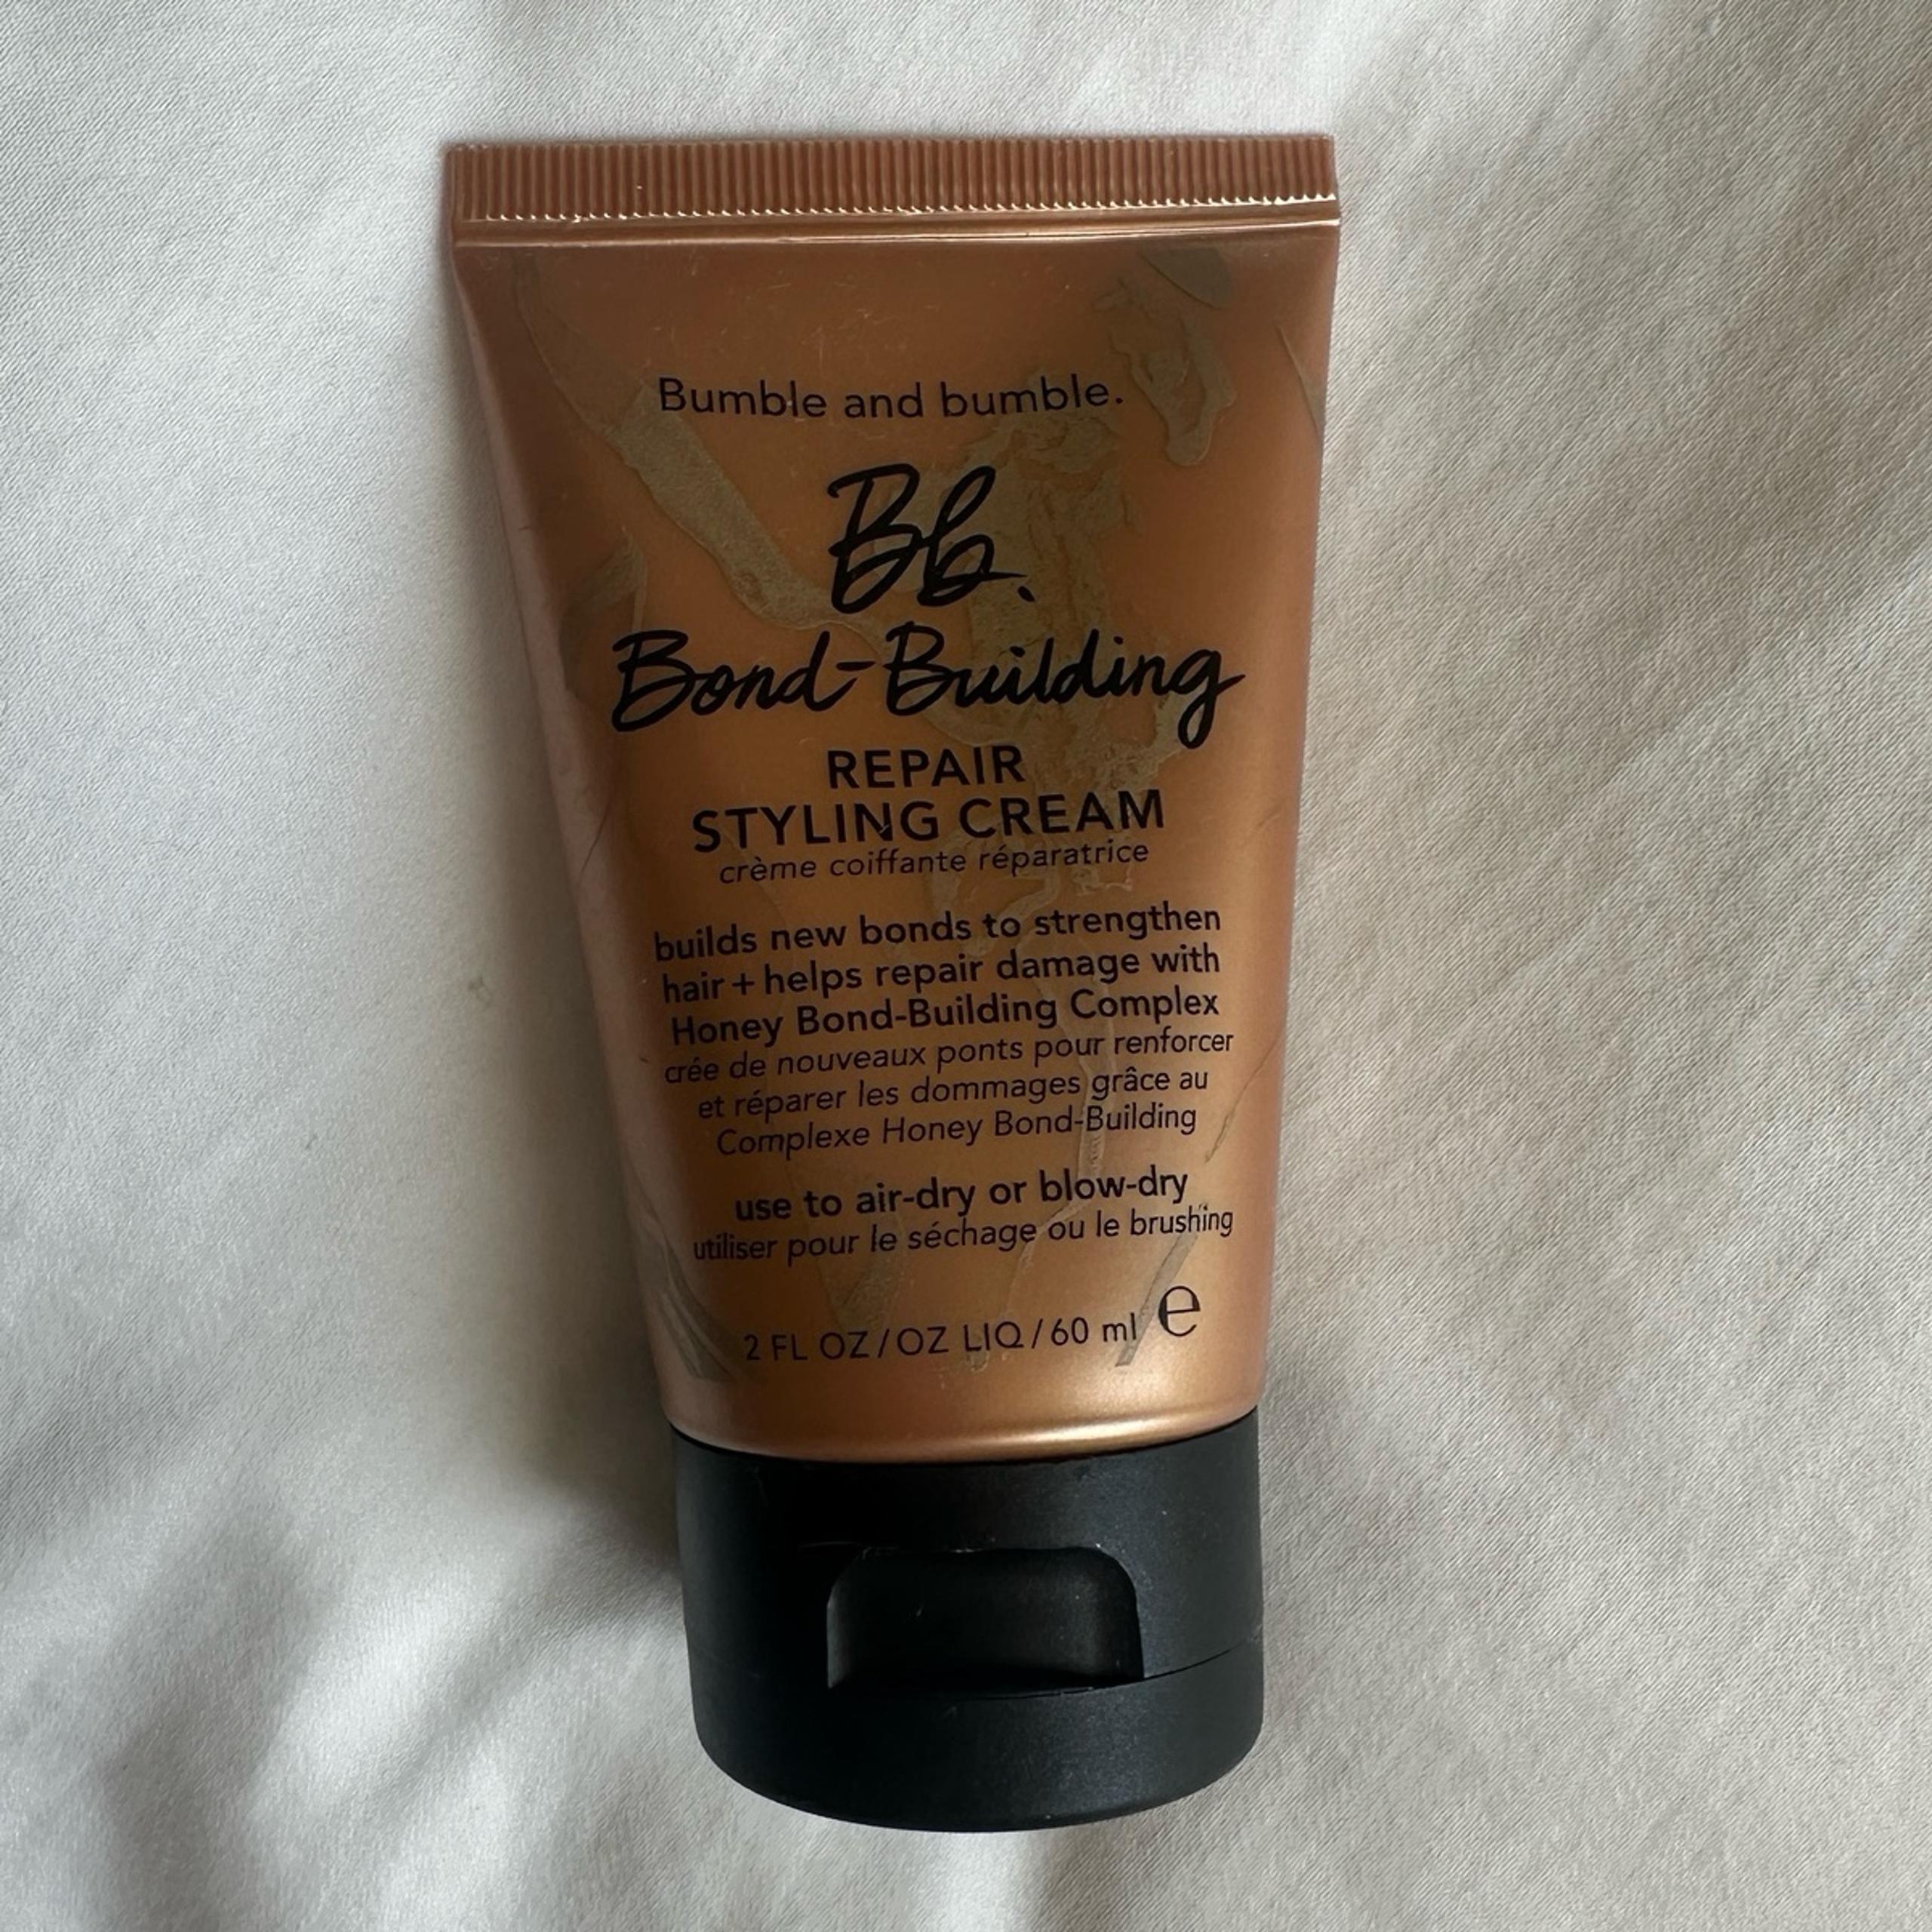 Bumble and bumble.
Bb.
Bond-Building
REPAIR
STYLING CREAM
crème coiffante réparatrice
builds new bonds to strengthen
hair + helps repair damage with
Honey Bond-Building Complex
crée de nouveaux ponts pour renforcer
et réparer les dommages grâce au
Complexe Honey Bond-Building
use to air-dry or blow-dry
utiliser pour le séchage ou le brushing
2 FL OZ/OZ LIQ/60 ml e